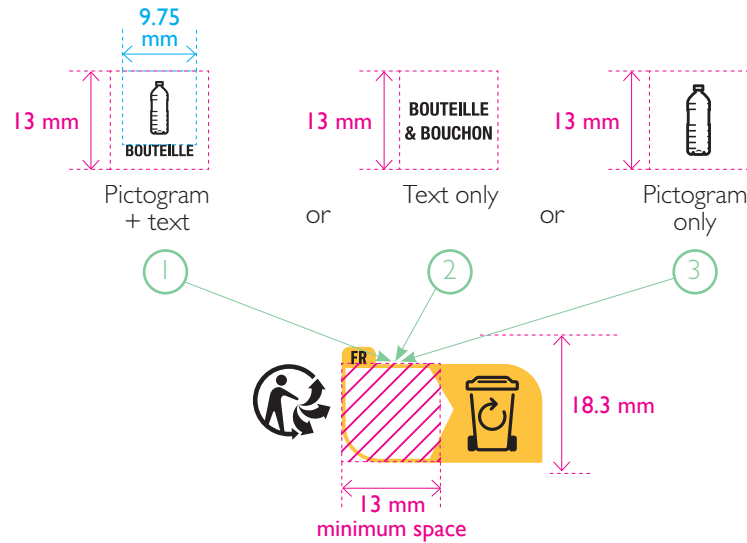 9.75
mm
13 mm
BOUTEILLE
13 mm
BOUTEILLE
& BOUCHON
13 mm
Pictogram
+ text
or
Text only
or
Pictogram
only
1
2
3
FR
18.3 mm
13 mm
minimum space